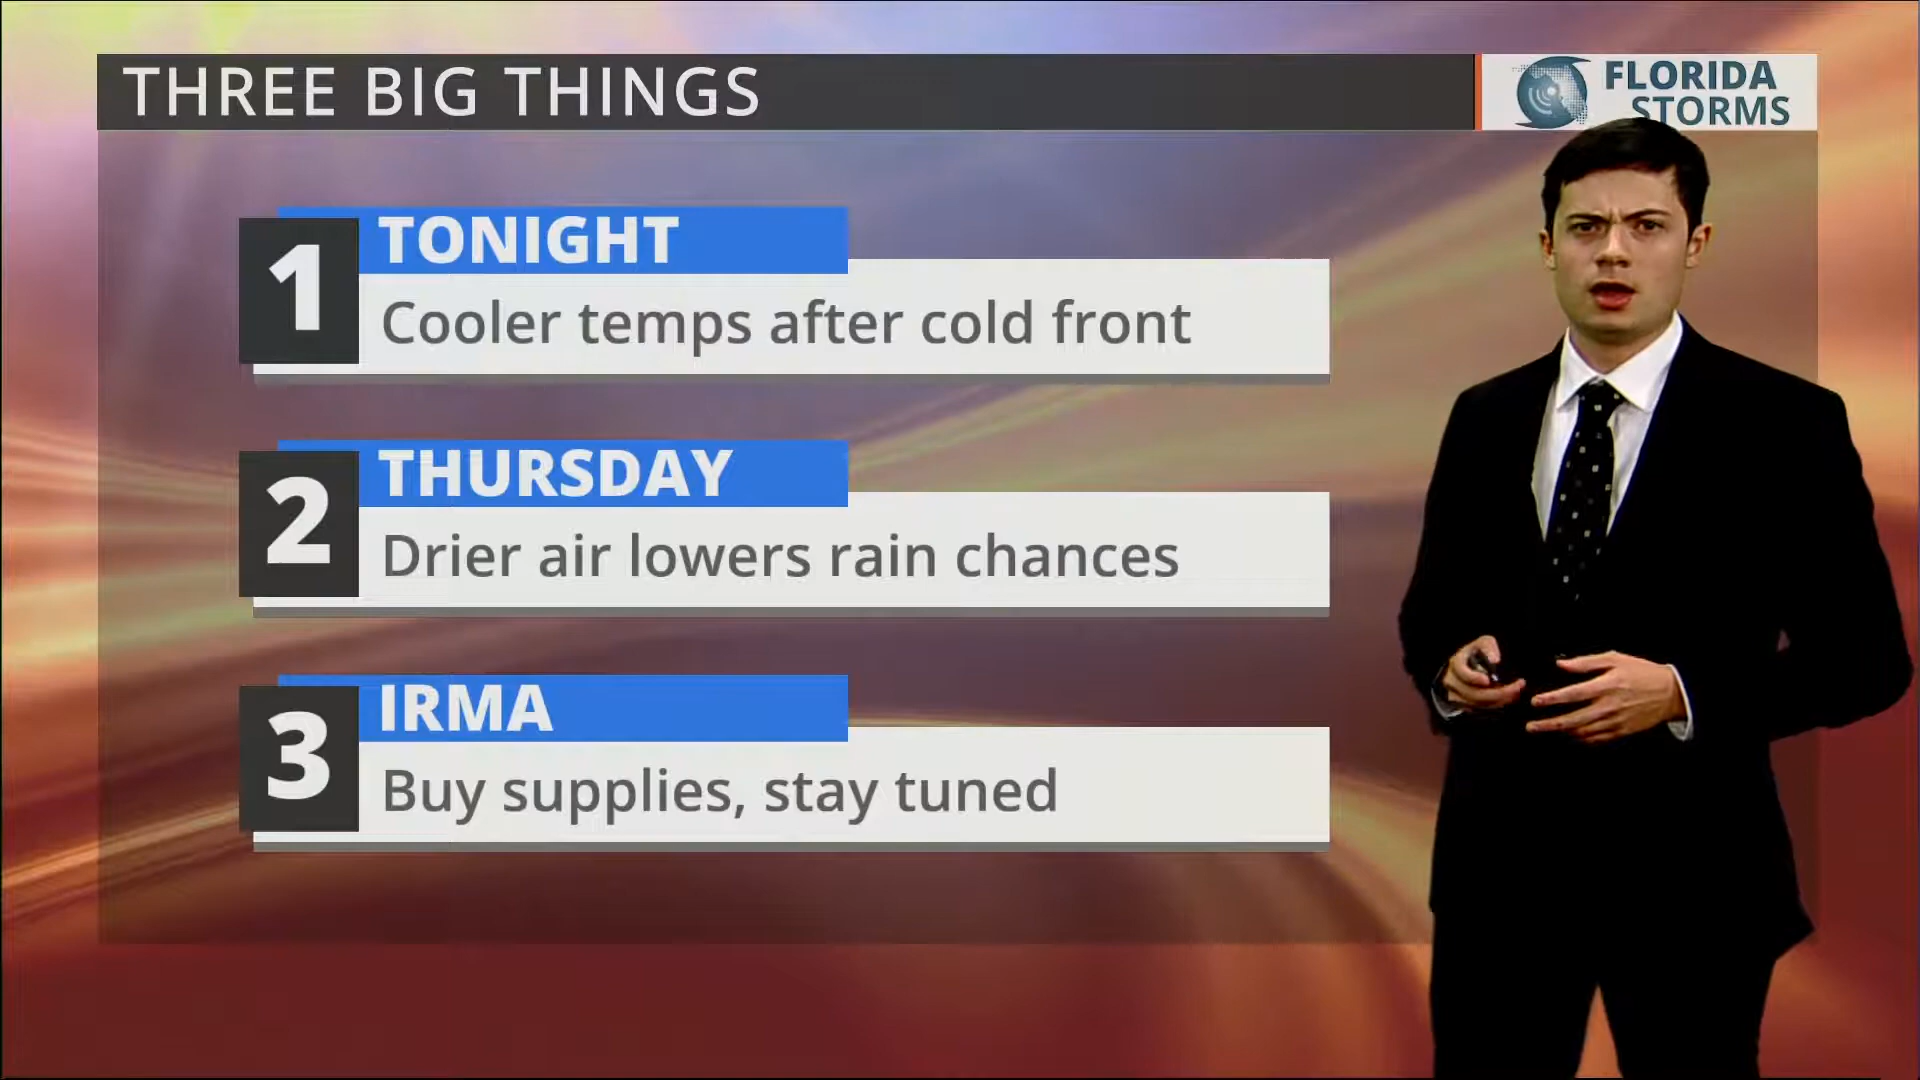 THREE BIG THINGS
FLORIDA
STORMS
1
TONIGHT
Cooler temps after cold front
2
THURSDAY
Drier air lowers rain chances
3
IRMA
Buy supplies, stay tuned